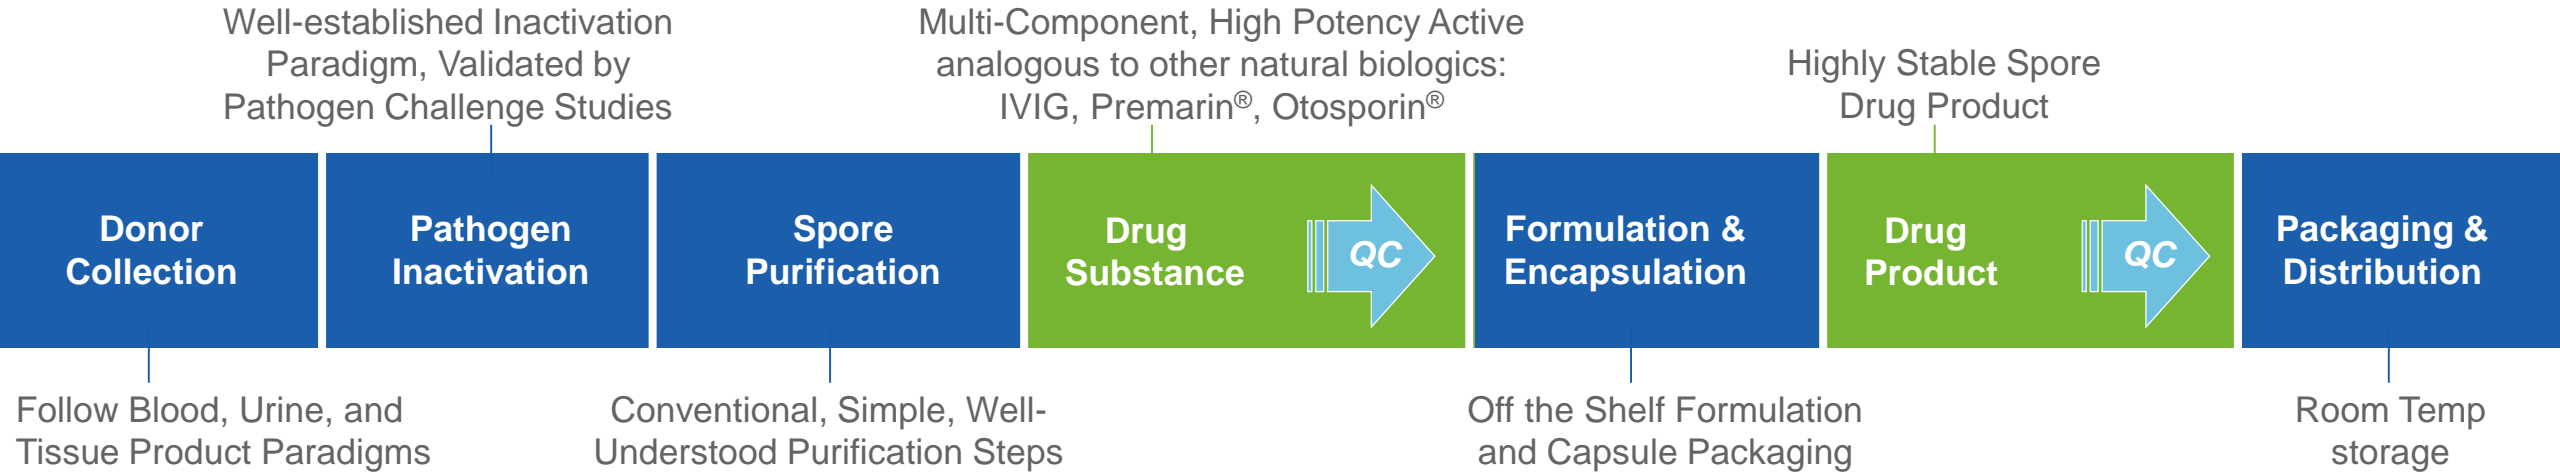 Well-established Inactivation
Paradigm, Validated by
Pathogen Challenge Studies
Multi-Component, High Potency Active
analogous to other natural biologics:
IVIG, Premarin®, Otosporin®
Highly Stable Spore
Drug Product
Donor
Collection
Pathogen
Inactivation
Spore
Purification
Drug
Substance
QC
Formulation &
Encapsulation
Drug
Product
QC
Packaging &
Distribution
Follow Blood, Urine, and
Tissue Product Paradigms
Conventional, Simple, Well-
Understood Purification Steps
Off the Shelf Formulation
and Capsule Packaging
Room Temp
storage